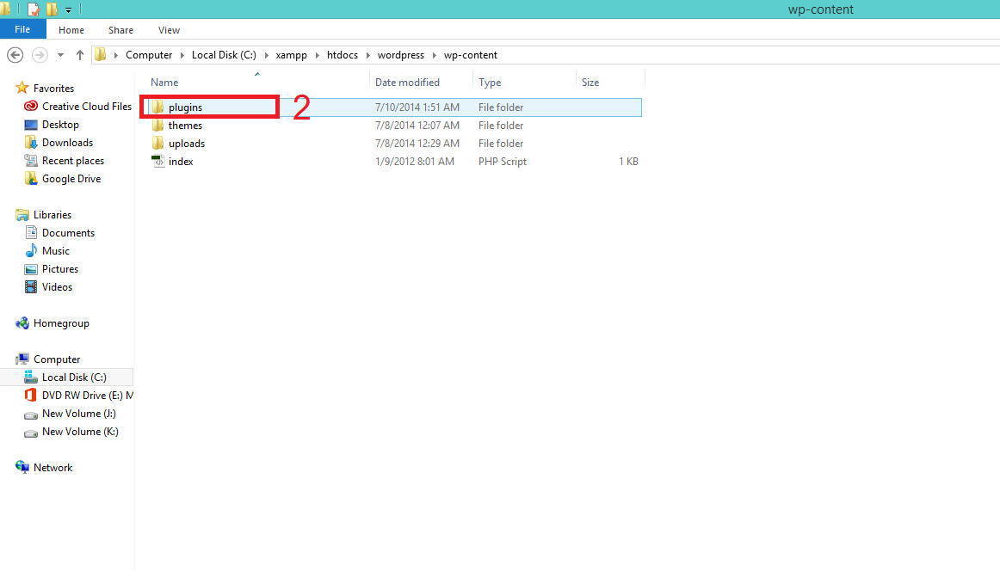 wp-content
File Home Share View
Computer Local Disk (C:) xampp htdocs wordpress wp-content
Name Date modified Type Size
plugins 2 7/10/2014 1:51 AM File folder
themes 7/8/2014 12:07 AM File folder
uploads 7/8/2014 12:29 AM File folder
index 1/9/2012 8:01 AM PHP Script 1 KB
Favorites
Creative Cloud Files
Desktop
Downloads
Recent places
Google Drive
Libraries
Documents
Music
Pictures
Videos
Homegroup
Computer
Local Disk (C:)
DVD RW Drive (E:) M
New Volume (J:)
New Volume (K:)
Network